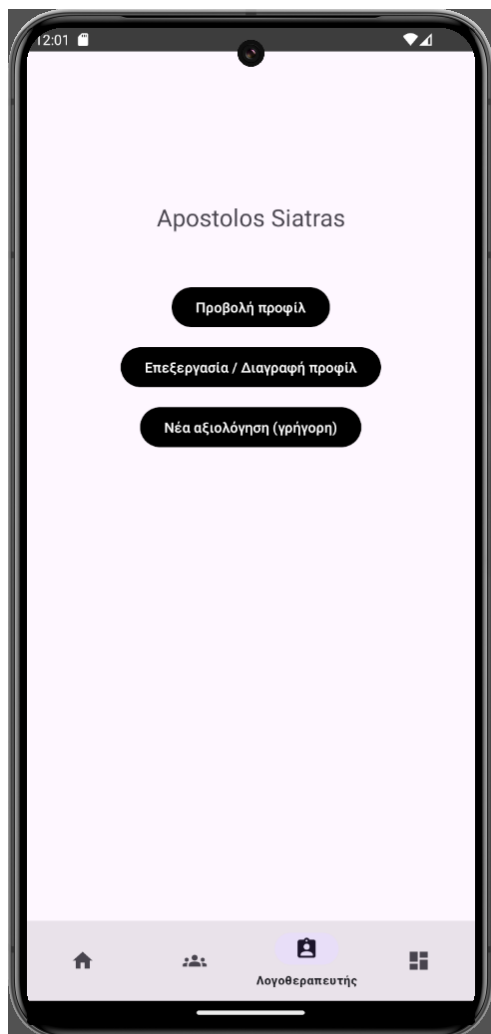 12:01
Apostolos Siatras
Προβολή προφίλ
Επεξεργασία / Διαγραφή προφίλ
Νέα αξιολόγηση (γρήγορη)
Λογοθεραπευτής